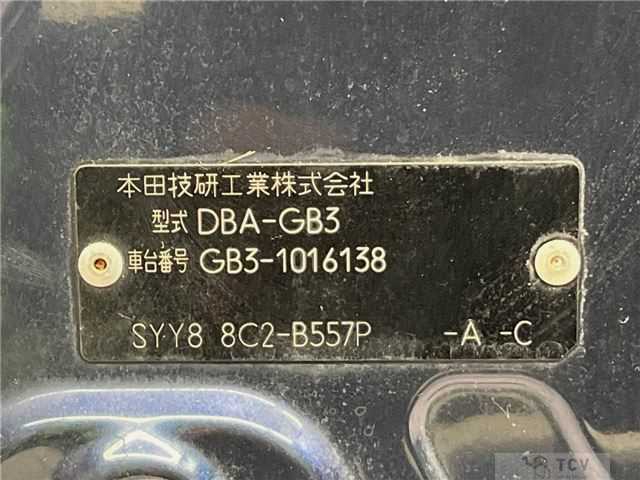 本田技研工業株式会社
型式 DBA-GB3
車台番号 GB3-1016138
SYY8 8C2-B557P -A -C
TCV